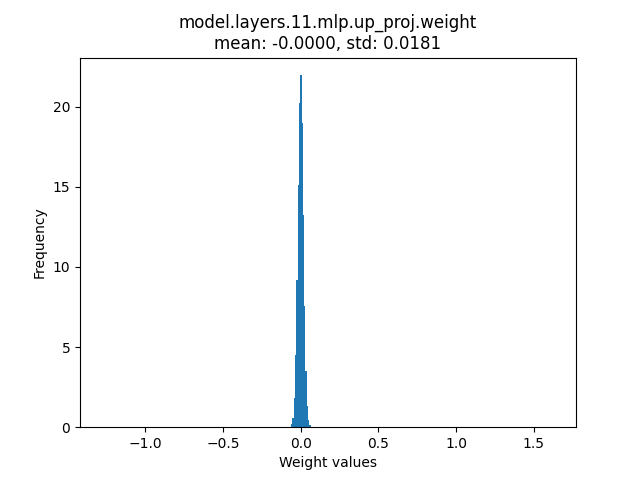 model.layers.11.mlp.up_proj.weight
mean: -0.0000, std: 0.0181
20
15
10
5
0
Frequency
−1.0 −0.5 0.0 0.5 1.0 1.5
Weight values